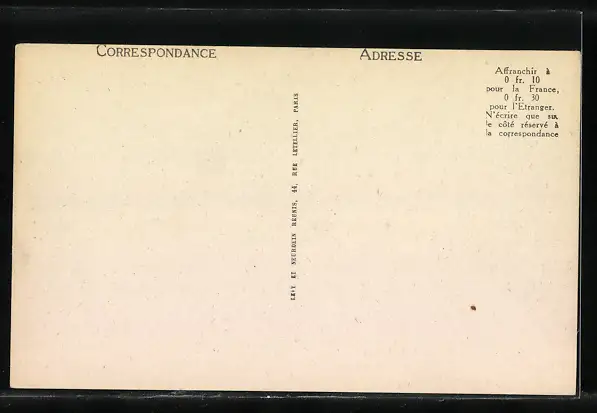 CORRESPONDANCE
ADRESSE
Affranchir à
0 fr. 10
pour la France,
0 fr. 30
pour l'Etranger.
N'écrire que sur
le côté réservé à
la correspondance
LEVY ET NEURDEIN RÉUNIS, 44, RUE LETELLIER, PARIS